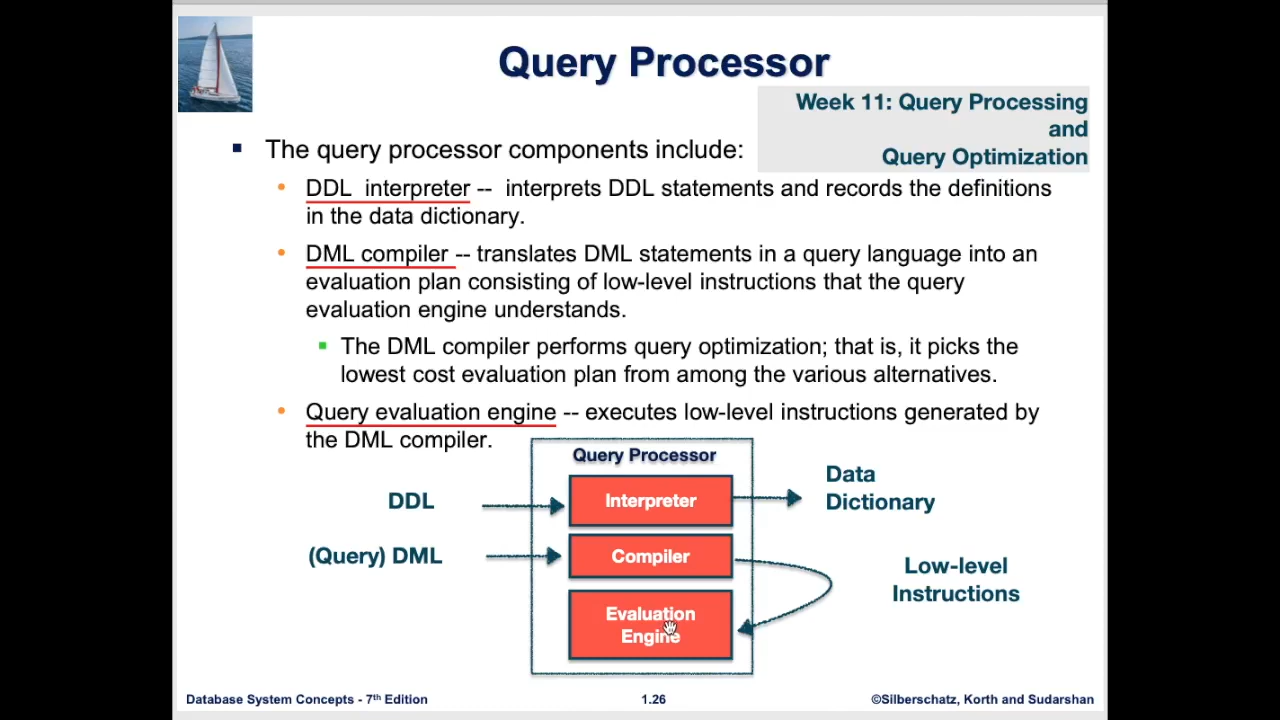 Query Processor
Week 11: Query Processing
and
Query Optimization
The query processor components include:
DDL interpreter -- interprets DDL statements and records the definitions
in the data dictionary.
DML compiler -- translates DML statements in a query language into an
evaluation plan consisting of low-level instructions that the query
evaluation engine understands.
The DML compiler performs query optimization; that is, it picks the
lowest cost evaluation plan from among the various alternatives.
Query evaluation engine -- executes low-level instructions generated by
the DML compiler.
Query Processor
DDL
Interpreter
Data
Dictionary
(Query) DML
Compiler
Low-level
Instructions
Evaluation
Engine
Database System Concepts - 7th Edition
1.26
©Silberschatz, Korth and Sudarshan